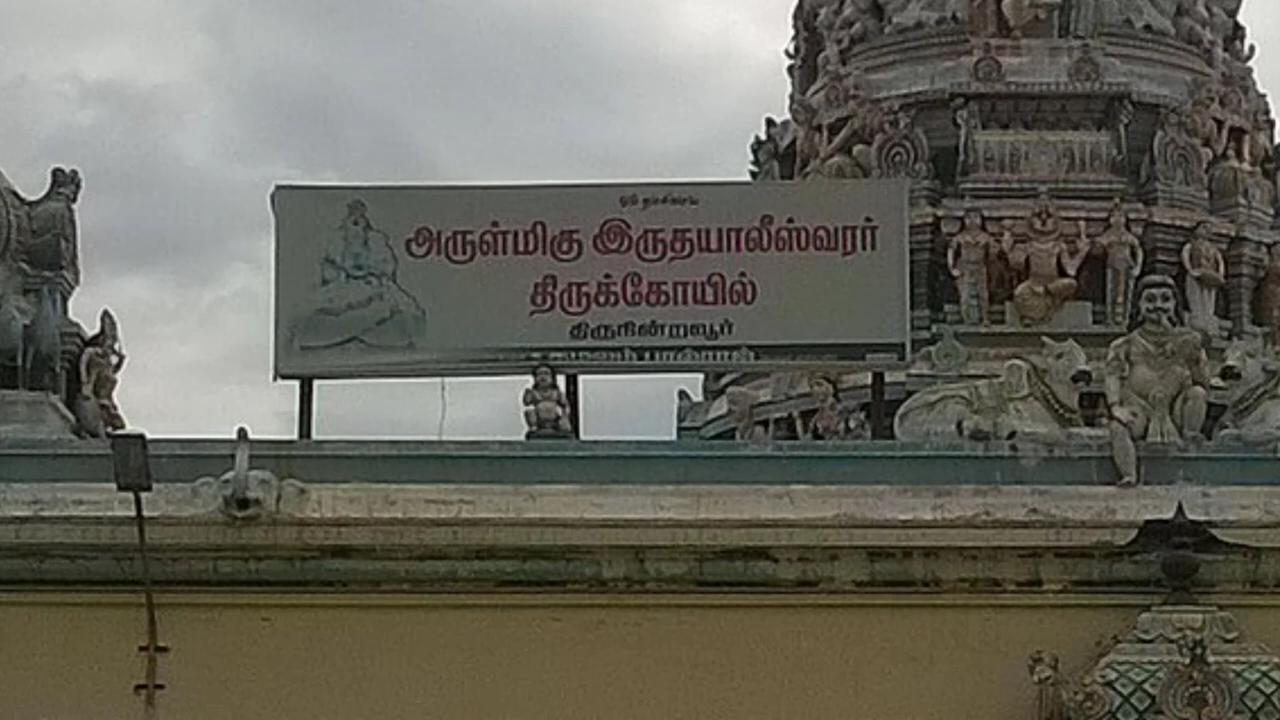 அருள்மிகு இருதயாலீஸ்வரர்
திருக்கோயில்
திருநின்றவூர்